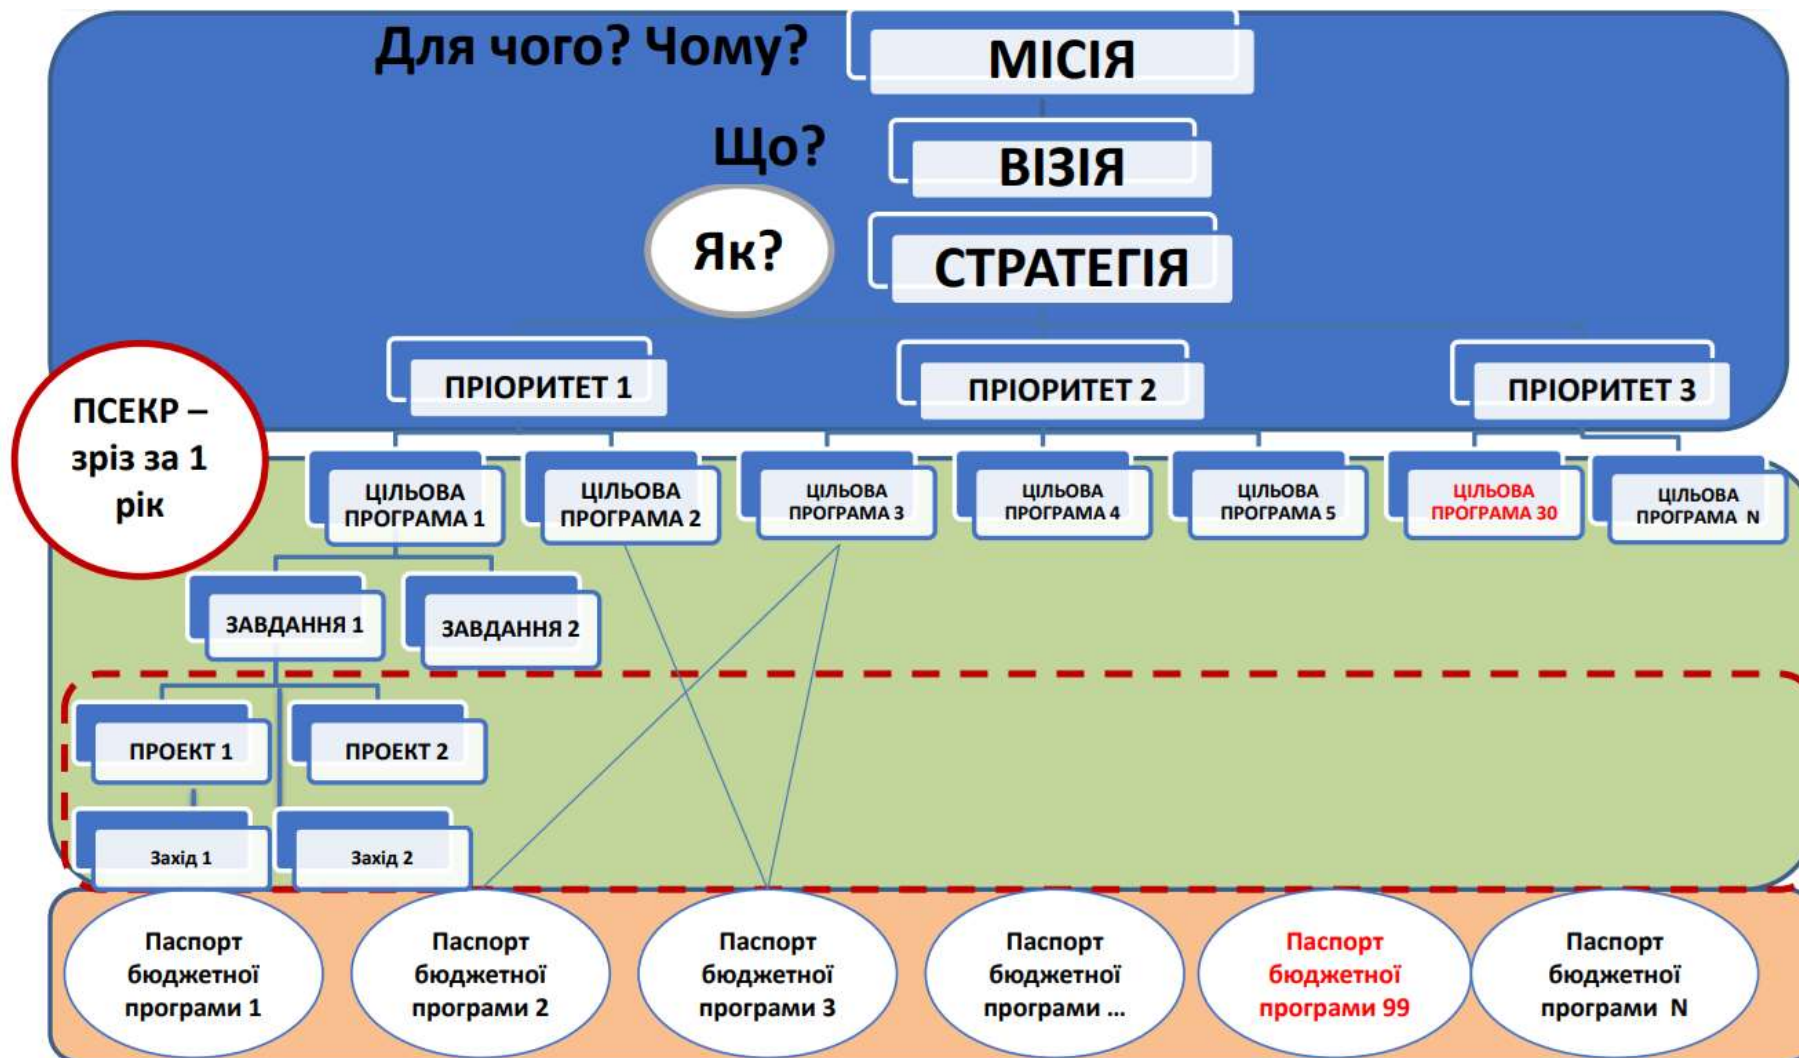 Для чого? Чому?
МІСІЯ
Що?
ВІЗІЯ
Як?
СТРАТЕГІЯ
ПРІОРИТЕТ 1
ПРІОРИТЕТ 2
ПРІОРИТЕТ 3
ПСЕКР –
зріз за 1
рік
ЦІЛЬОВА
ПРОГРАМА 1
ЦІЛЬОВА
ПРОГРАМА 2
ЦІЛЬОВА
ПРОГРАМА 3
ЦІЛЬОВА
ПРОГРАМА 4
ЦІЛЬОВА
ПРОГРАМА 5
ЦІЛЬОВА
ПРОГРАМА 30
ЦІЛЬОВА
ПРОГРАМА N
ЗАВДАННЯ 1
ЗАВДАННЯ 2
ПРОЕКТ 1
ПРОЕКТ 2
Захід 1
Захід 2
Паспорт
бюджетної
програми 1
Паспорт
бюджетної
програми 2
Паспорт
бюджетної
програми 3
Паспорт
бюджетної
програми ...
Паспорт
бюджетної
програми 99
Паспорт
бюджетної
програми N